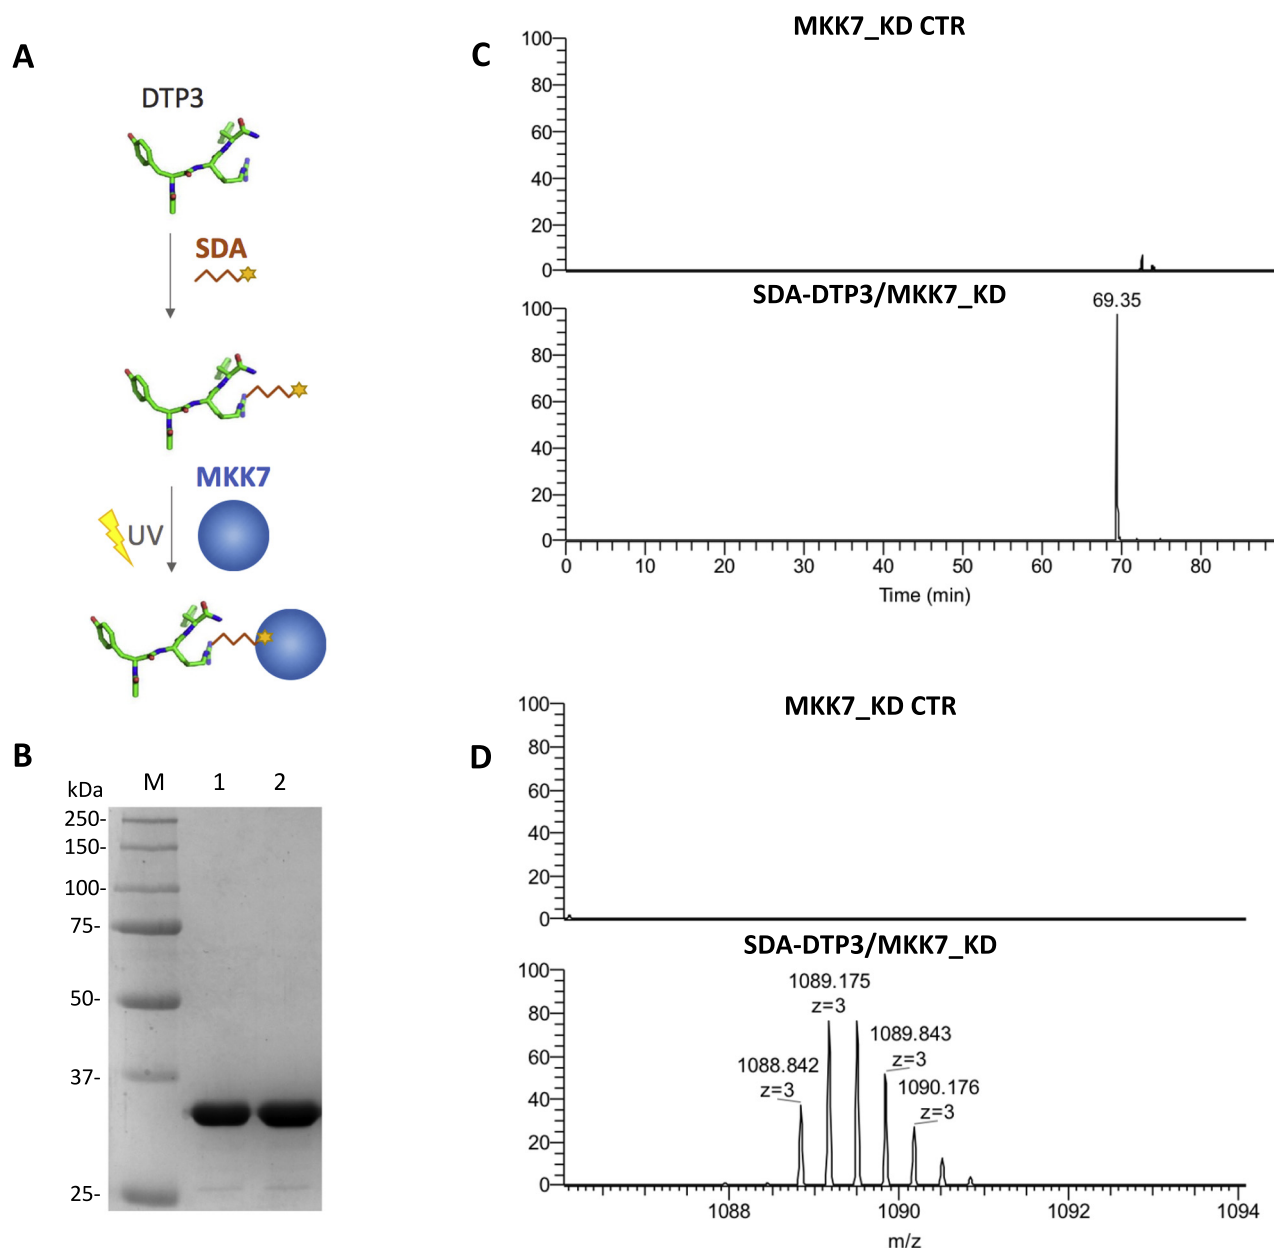 A
DTP3
SDA
MKK7
UV
B
kDa
M 1 2
250-
150-
100-
75-
50-
37-
25-
C
MKK7_KD CTR
100
80
60
40
20
0
SDA-DTP3/MKK7_KD
69.35
100
80
60
40
20
0
0 10 20 30 40 50 60 70 80
Time (min)
D
MKK7_KD CTR
100
80
60
40
20
0
SDA-DTP3/MKK7_KD
100
80
60
40
20
0
1089.175
z=3
1089.843
z=3
1088.842
z=3
1090.176
z=3
1088 1090 1092 1094
m/z